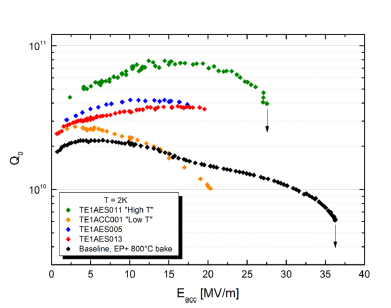 10¹¹
10¹⁰
Q₀
T = 2K
TE1AES011 "High T"
TE1ACC001 "Low T"
TE1AES005
TE1AES013
Baseline, EP+ 800°C bake
0 5 10 15 20 25 30 35 40
E_acc [MV/m]